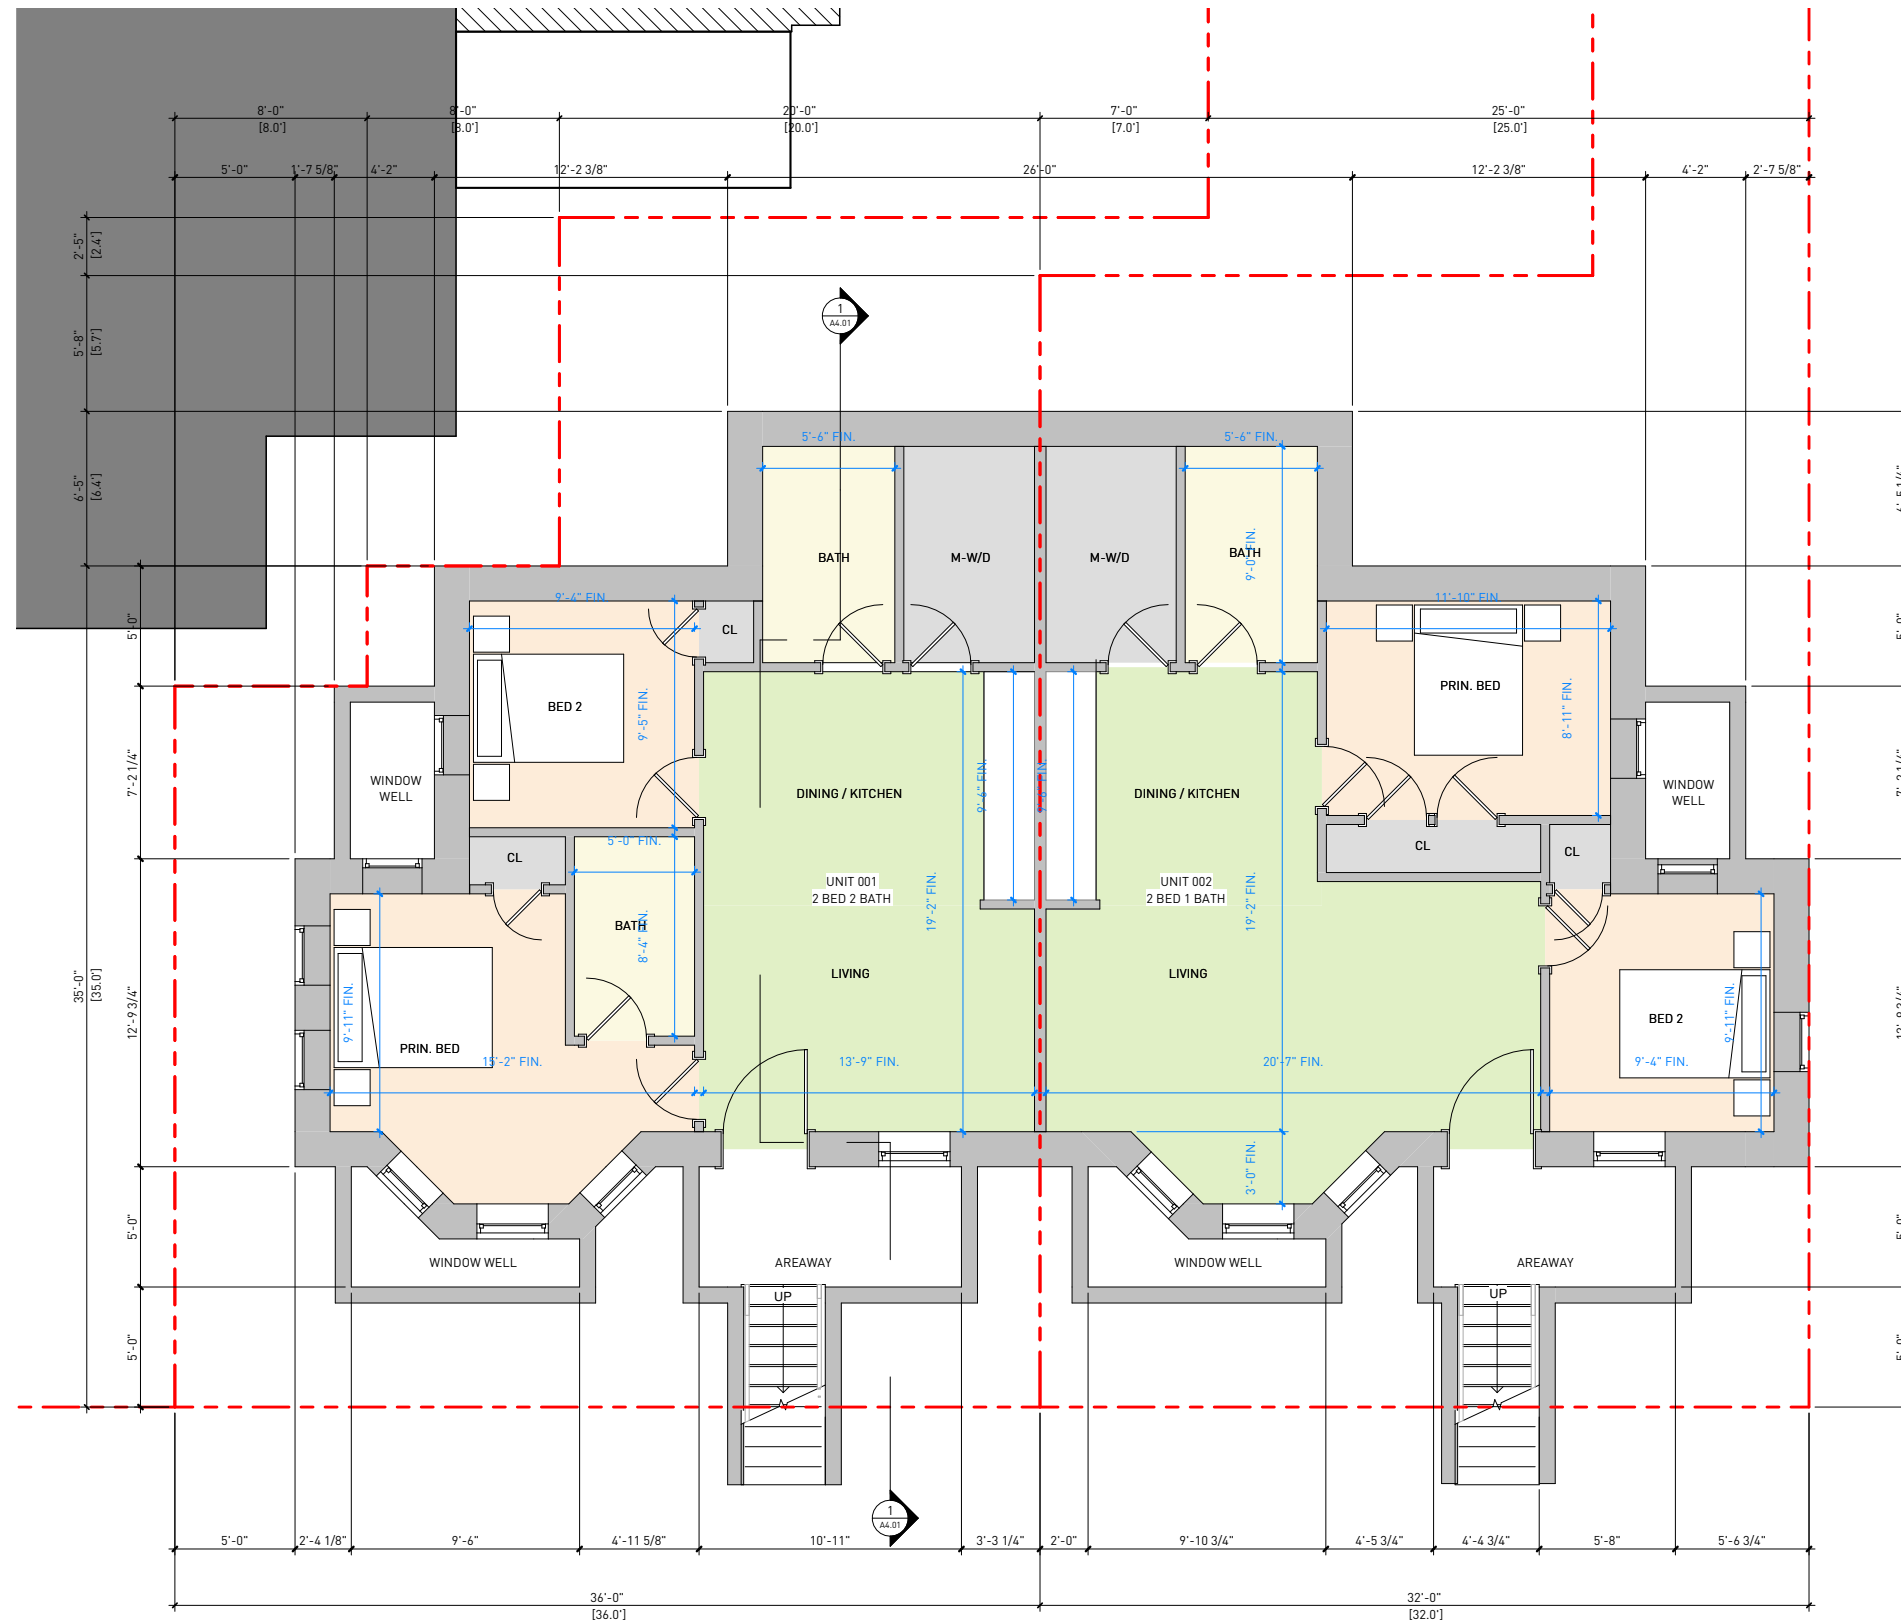 8'-0"
[8.0']
8'-0"
[8.0']
20'-0"
[20.0']
7'-0"
[7.0']
25'-0"
[25.0']
5'-0"
1'-7 5/8"
4'-2"
12'-2 3/8"
26'-0"
12'-2 3/8"
4'-2"
2'-7 5/8"
2'-5"
[2.4']
5'-8"
[5.7']
6'-5"
[6.4']
35'-0"
[35.0']
5'-0"
7'-2 1/4"
12'-9 3/4"
5'-0"
5'-0"
1
A4.01
5'-6" FIN.
5'-6" FIN.
BATH
M-W/D
M-W/D
BATH
9'-0" FIN.
9'-4" FIN.
CL
11'-10" FIN.
BED 2
9'-5" FIN.
PRIN. BED
8'-11" FIN.
WINDOW
WELL
DINING / KITCHEN
9'-6" FIN.
9'-6" FIN.
DINING / KITCHEN
WINDOW
WELL
5'-0" FIN.
CL
CL
CL
UNIT 001
2 BED 2 BATH
19'-2" FIN.
UNIT 002
2 BED 1 BATH
19'-2" FIN.
BATH
8'-4" FIN.
LIVING
LIVING
9'-11" FIN.
PRIN. BED
15'-2" FIN.
13'-9" FIN.
20'-7" FIN.
BED 2
9'-11" FIN.
9'-4" FIN.
3'-0" FIN.
WINDOW WELL
AREAWAY
WINDOW WELL
AREAWAY
UP
UP
1
A4.01
5'-0"
2'-4 1/8"
9'-6"
4'-11 5/8"
10'-11"
3'-3 1/4"
2'-0"
9'-10 3/4"
4'-5 3/4"
4'-4 3/4"
5'-8"
5'-6 3/4"
36'-0"
[36.0']
32'-0"
[32.0']